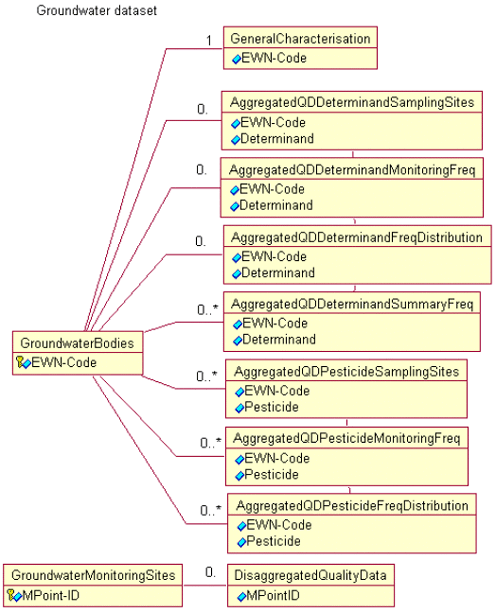 Groundwater dataset
1
GeneralCharacterisation
EWN-Code
0.
AggregatedQDDeterminandSamplingSites
EWN-Code
Determinand
0.
AggregatedQDDeterminandMonitoringFreq
EWN-Code
Determinand
0.
AggregatedQDDeterminandFreqDistribution
EWN-Code
Determinand
0..*
AggregatedQDDeterminandSummaryFreq
EWN-Code
Determinand
GroundwaterBodies
EWN-Code
0..*
AggregatedQDPesticideSamplingSites
EWN-Code
Pesticide
0..*
AggregatedQDPesticideMonitoringFreq
EWN-Code
Pesticide
0..*
AggregatedQDPesticideFreqDistribution
EWN-Code
Pesticide
GroundwaterMonitoringSites
MPoint-ID
0.
DisaggregatedQualityData
MPointID